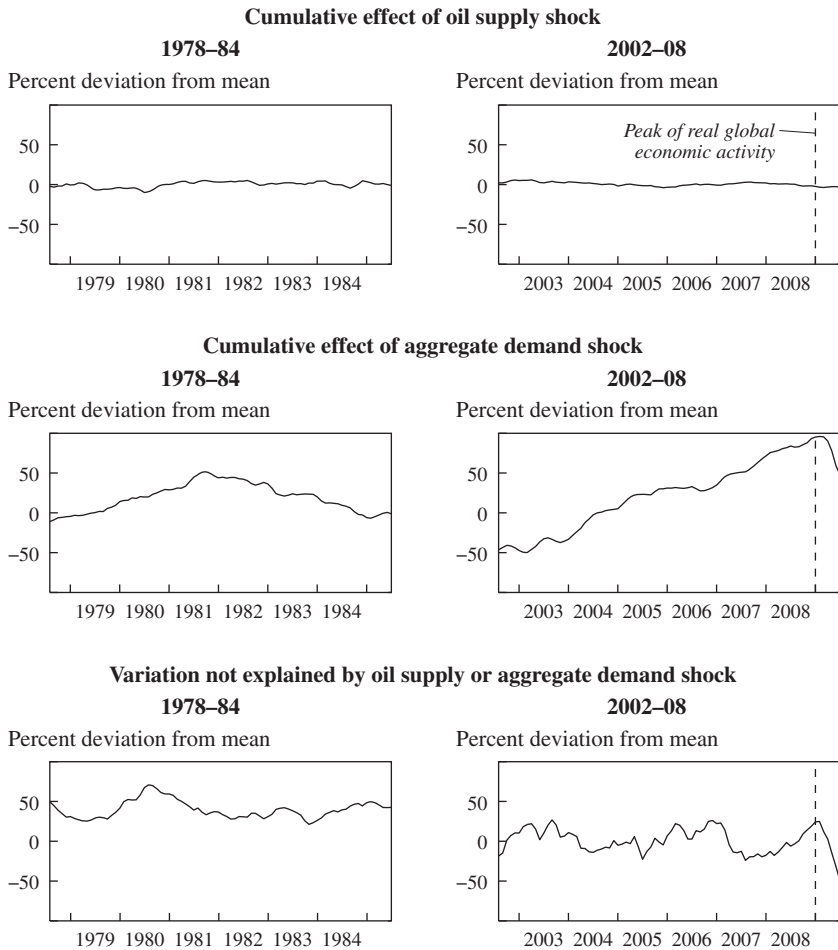 Cumulative effect of oil supply shock
1978–84
2002–08
Percent deviation from mean
Percent deviation from mean
50
0
–50
1979 1980 1981 1982 1983 1984
Peak of real global
economic activity
50
0
–50
2003 2004 2005 2006 2007 2008
Cumulative effect of aggregate demand shock
1978–84
2002–08
Percent deviation from mean
Percent deviation from mean
50
0
–50
1979 1980 1981 1982 1983 1984
50
0
–50
2003 2004 2005 2006 2007 2008
Variation not explained by oil supply or aggregate demand shock
1978–84
2002–08
Percent deviation from mean
Percent deviation from mean
50
0
–50
1979 1980 1981 1982 1983 1984
50
0
–50
2003 2004 2005 2006 2007 2008